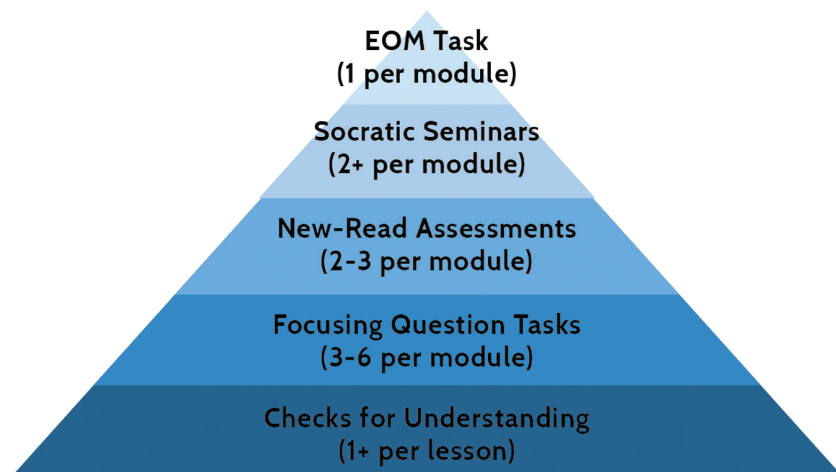 EOM Task
(1 per module)
Socratic Seminars
(2+ per module)
New-Read Assessments
(2-3 per module)
Focusing Question Tasks
(3-6 per module)
Checks for Understanding
(1+ per lesson)